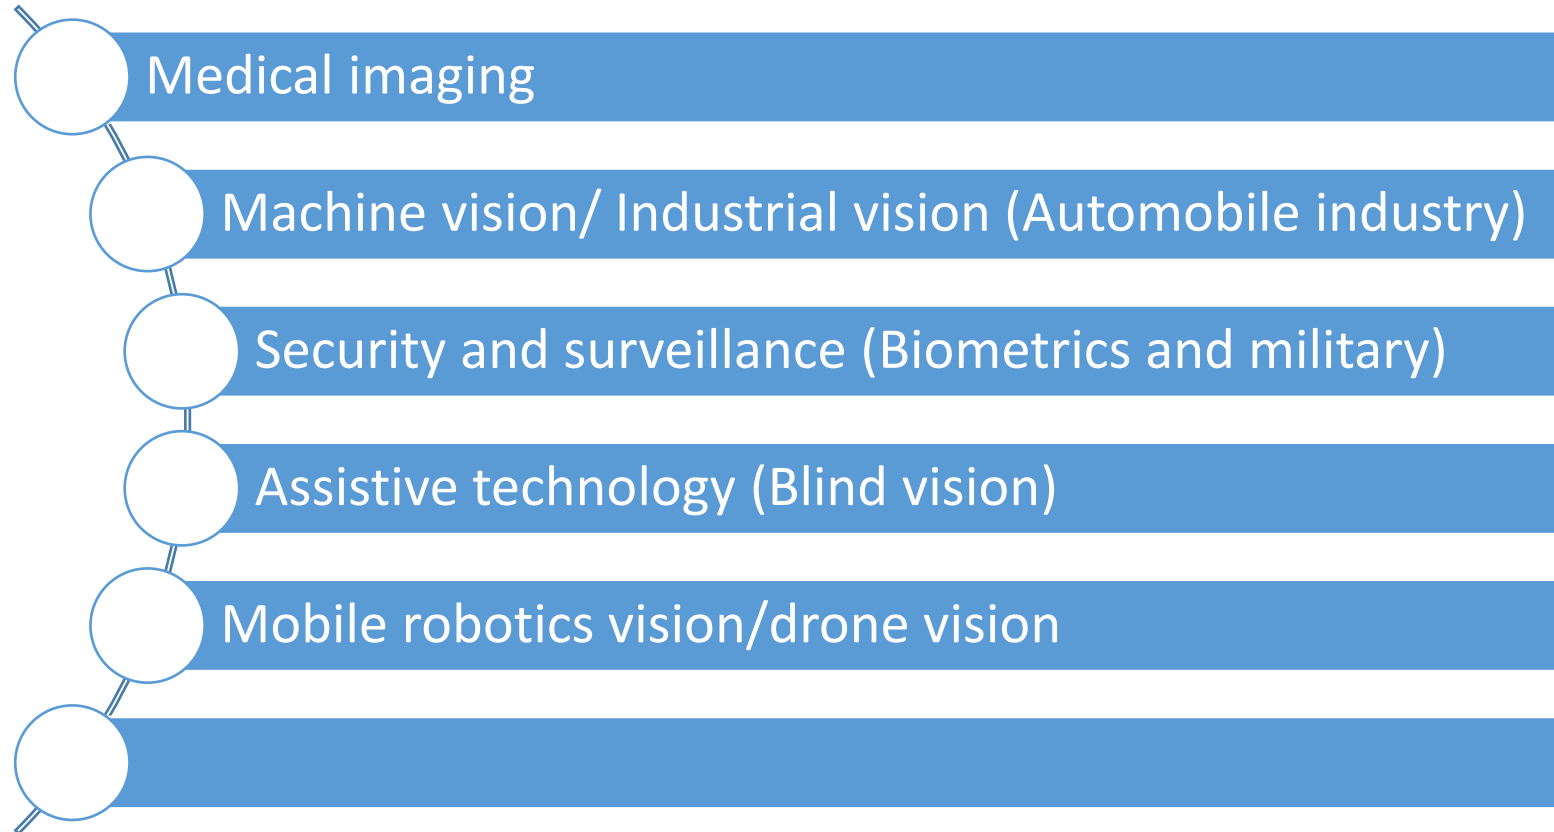 Medical imaging
Machine vision/ Industrial vision (Automobile industry)
Security and surveillance (Biometrics and military)
Assistive technology (Blind vision)
Mobile robotics vision/drone vision